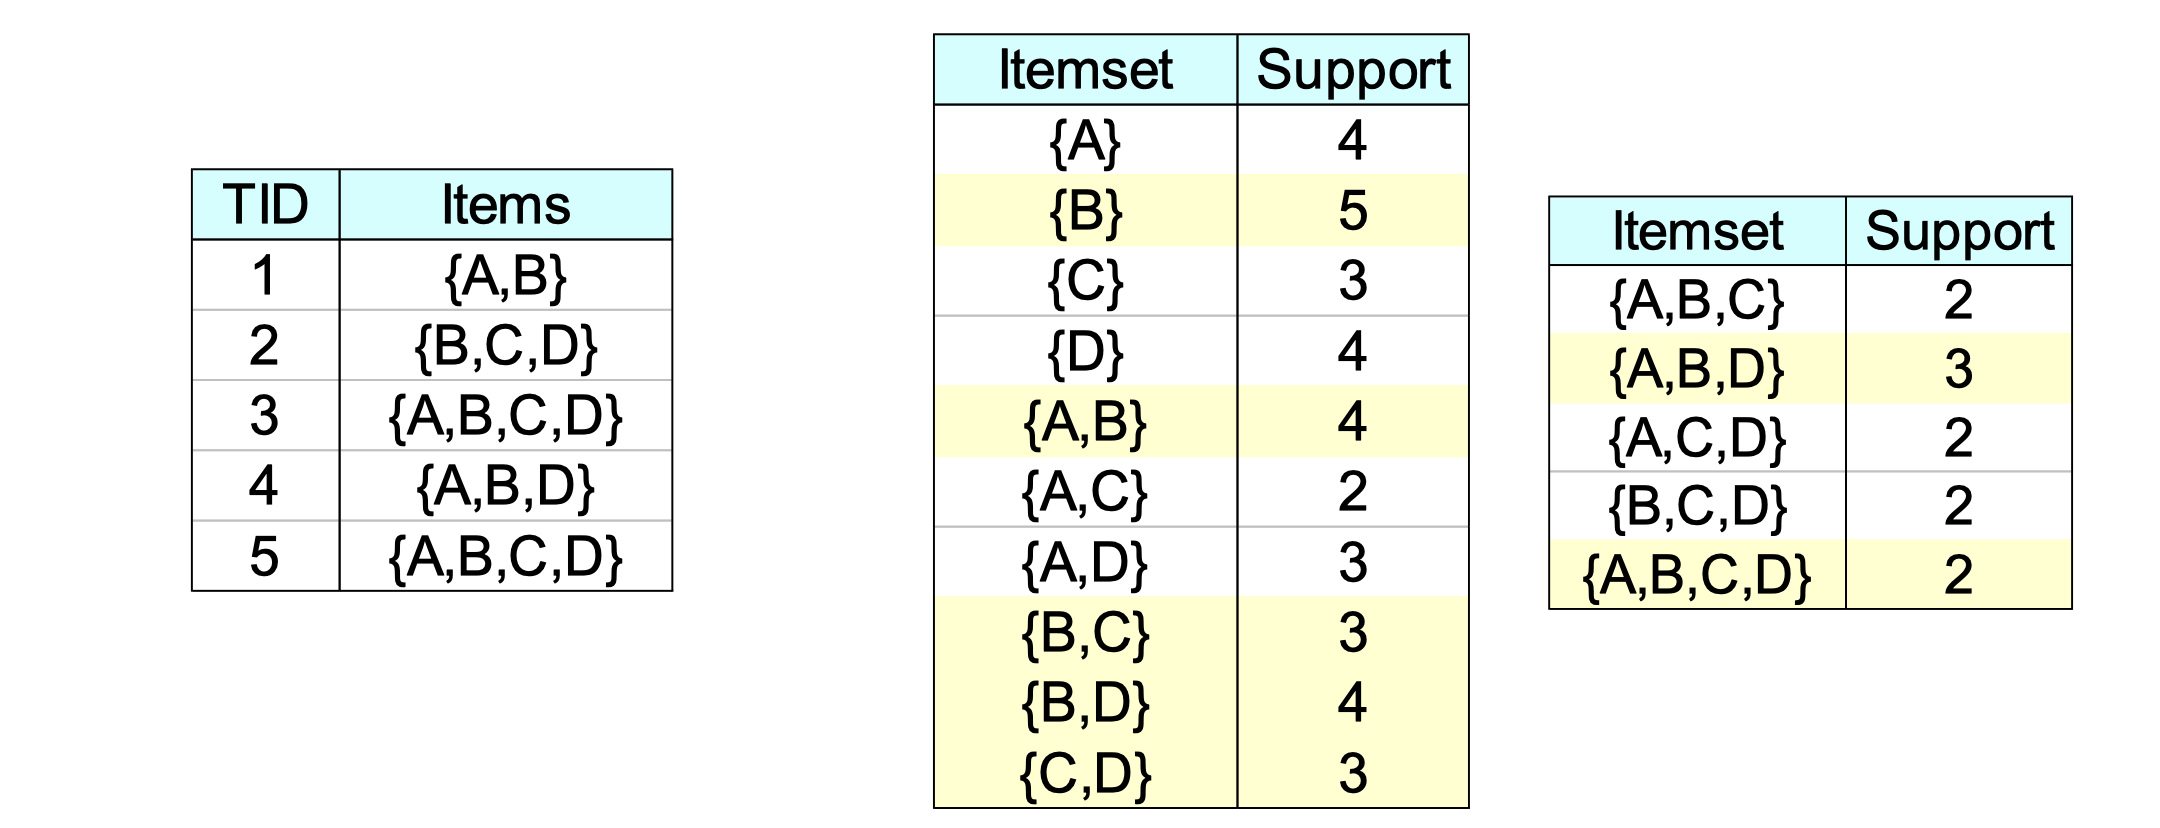 TID Items
1 {A,B}
2 {B,C,D}
3 {A,B,C,D}
4 {A,B,D}
5 {A,B,C,D}
Itemset Support
{A} 4
{B} 5
{C} 3
{D} 4
{A,B} 4
{A,C} 2
{A,D} 3
{B,C} 3
{B,D} 4
{C,D} 3
Itemset Support
{A,B,C} 2
{A,B,D} 3
{A,C,D} 2
{B,C,D} 2
{A,B,C,D} 2